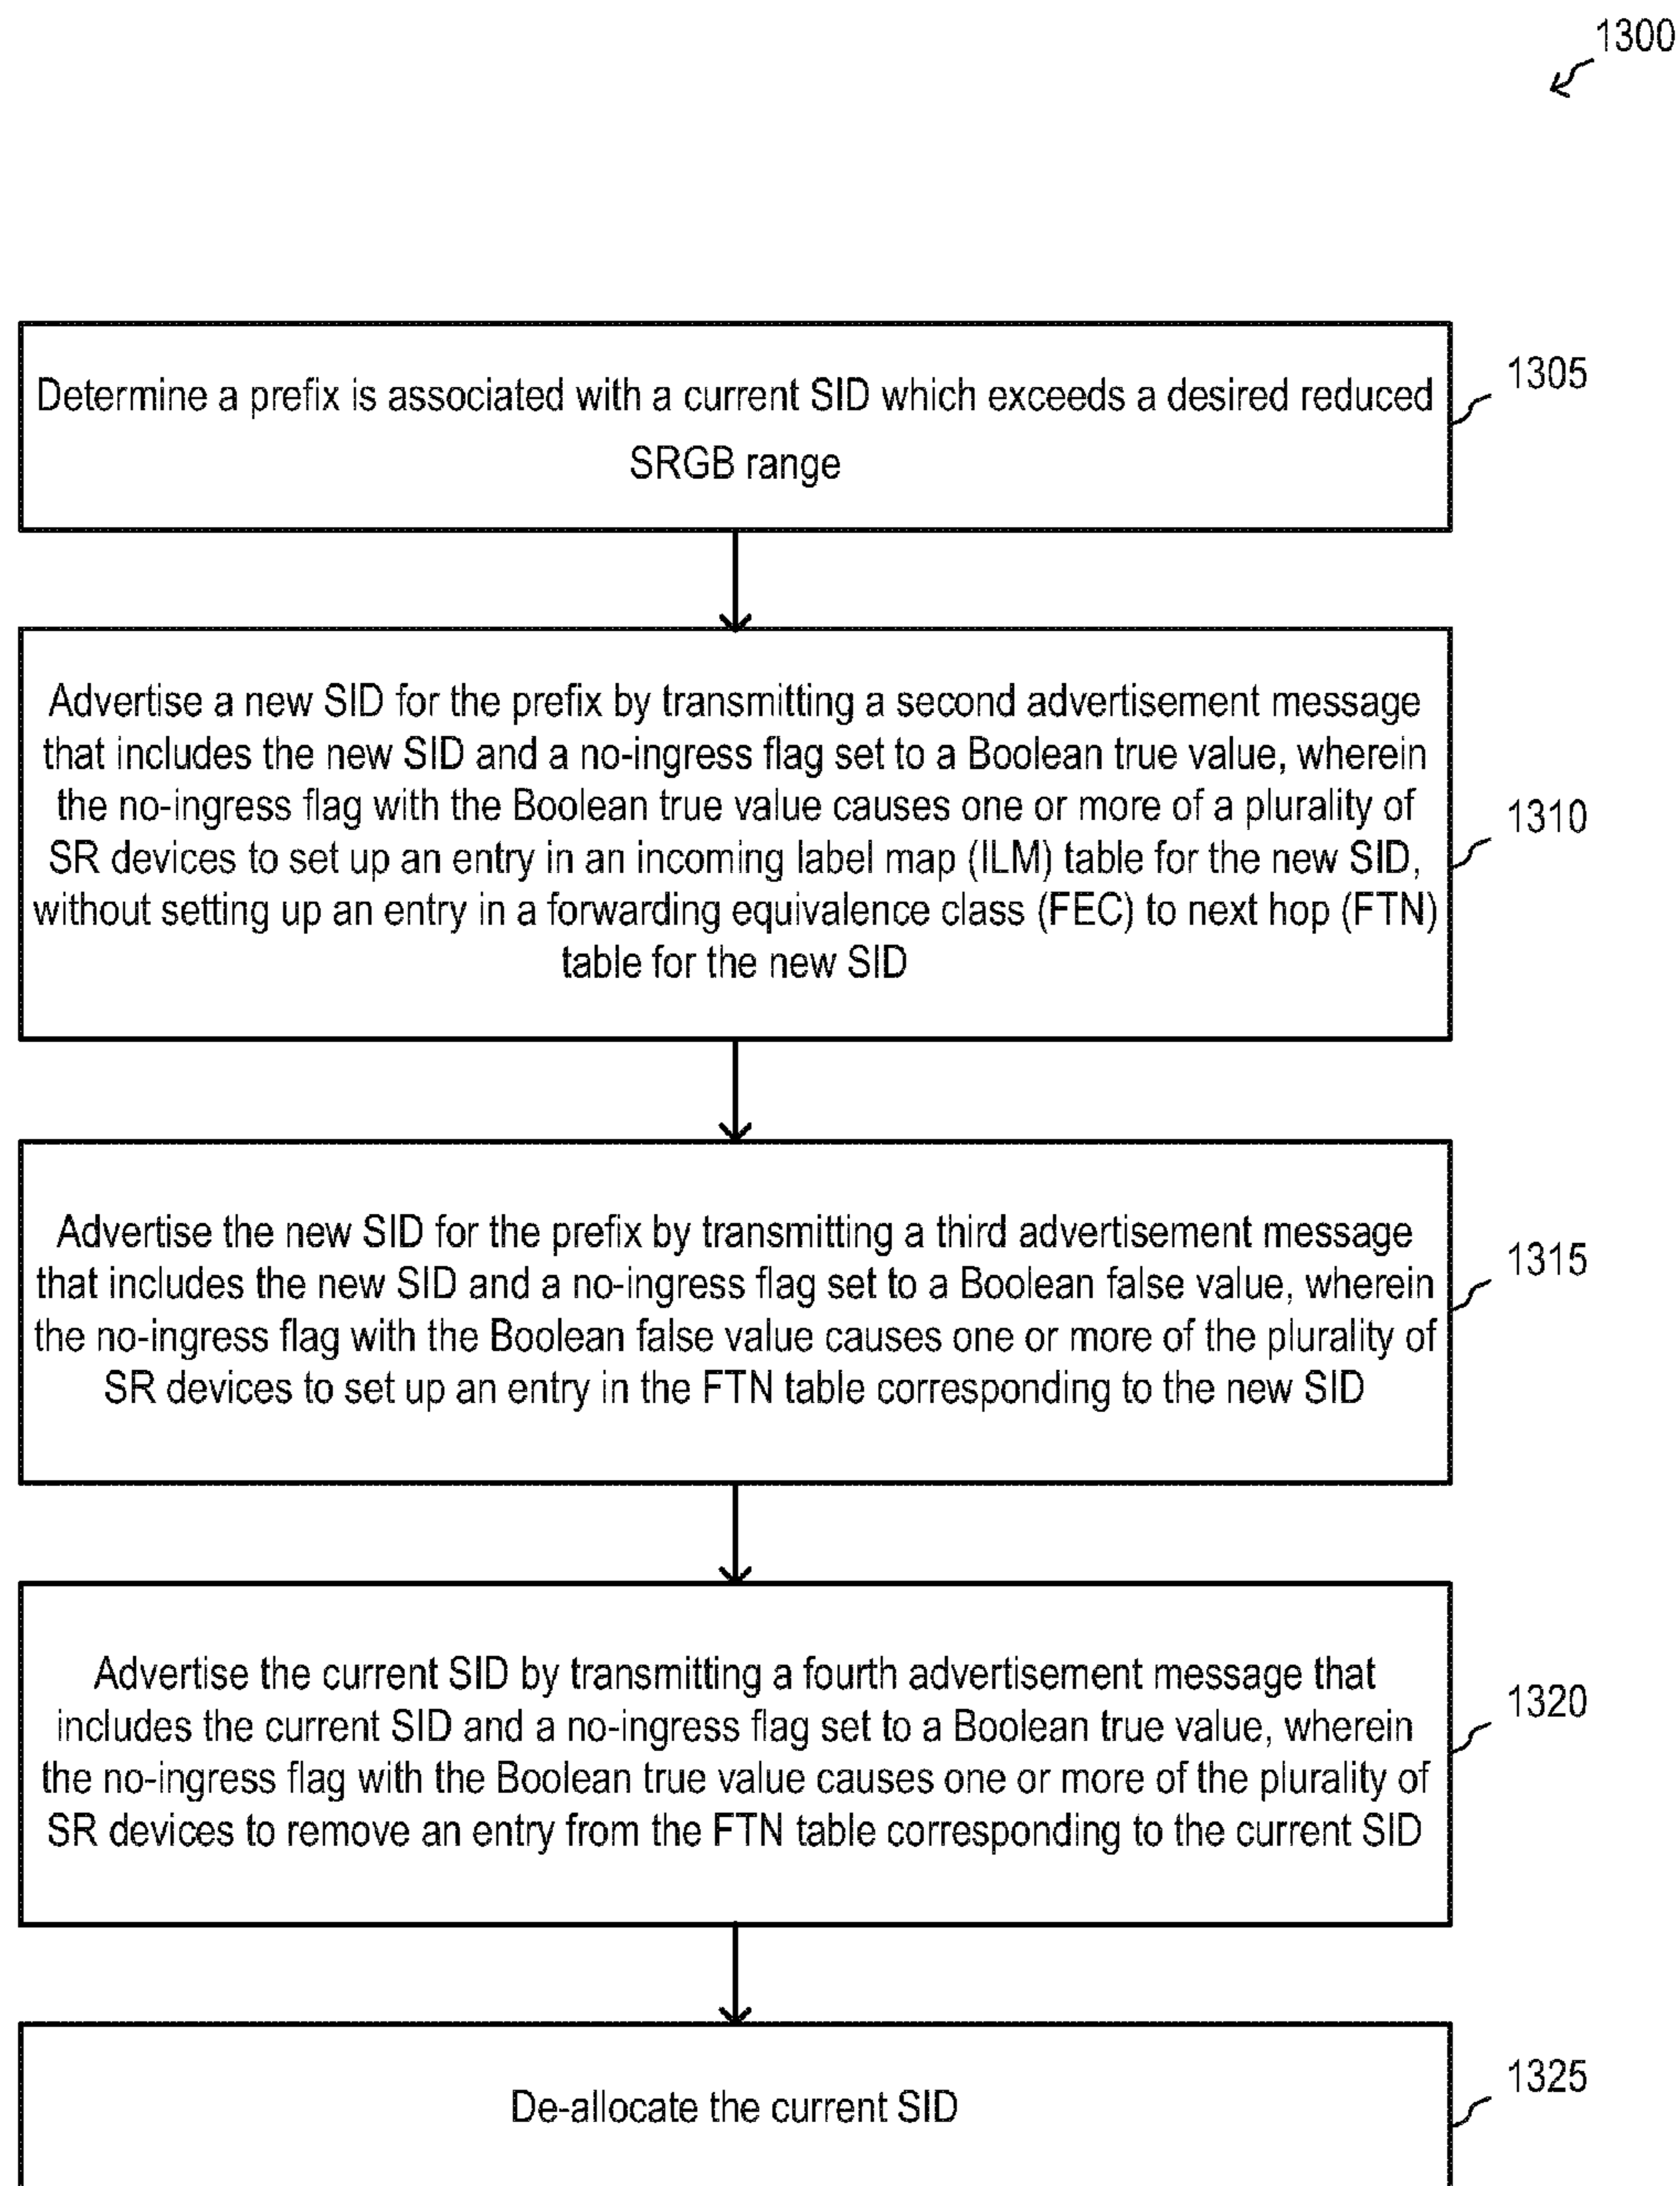 1300
Determine a prefix is associated with a current SID which exceeds a desired reduced
SRGB range
1305
Advertise a new SID for the prefix by transmitting a second advertisement message
that includes the new SID and a no-ingress flag set to a Boolean true value, wherein
the no-ingress flag with the Boolean true value causes one or more of a plurality of
SR devices to set up an entry in an incoming label map (ILM) table for the new SID,
without setting up an entry in a forwarding equivalence class (FEC) to next hop (FTN)
table for the new SID
1310
Advertise the new SID for the prefix by transmitting a third advertisement message
that includes the new SID and a no-ingress flag set to a Boolean false value, wherein
the no-ingress flag with the Boolean false value causes one or more of the plurality of
SR devices to set up an entry in the FTN table corresponding to the new SID
1315
Advertise the current SID by transmitting a fourth advertisement message that
includes the current SID and a no-ingress flag set to a Boolean true value, wherein
the no-ingress flag with the Boolean true value causes one or more of the plurality of
SR devices to remove an entry from the FTN table corresponding to the current SID
1320
De-allocate the current SID
1325